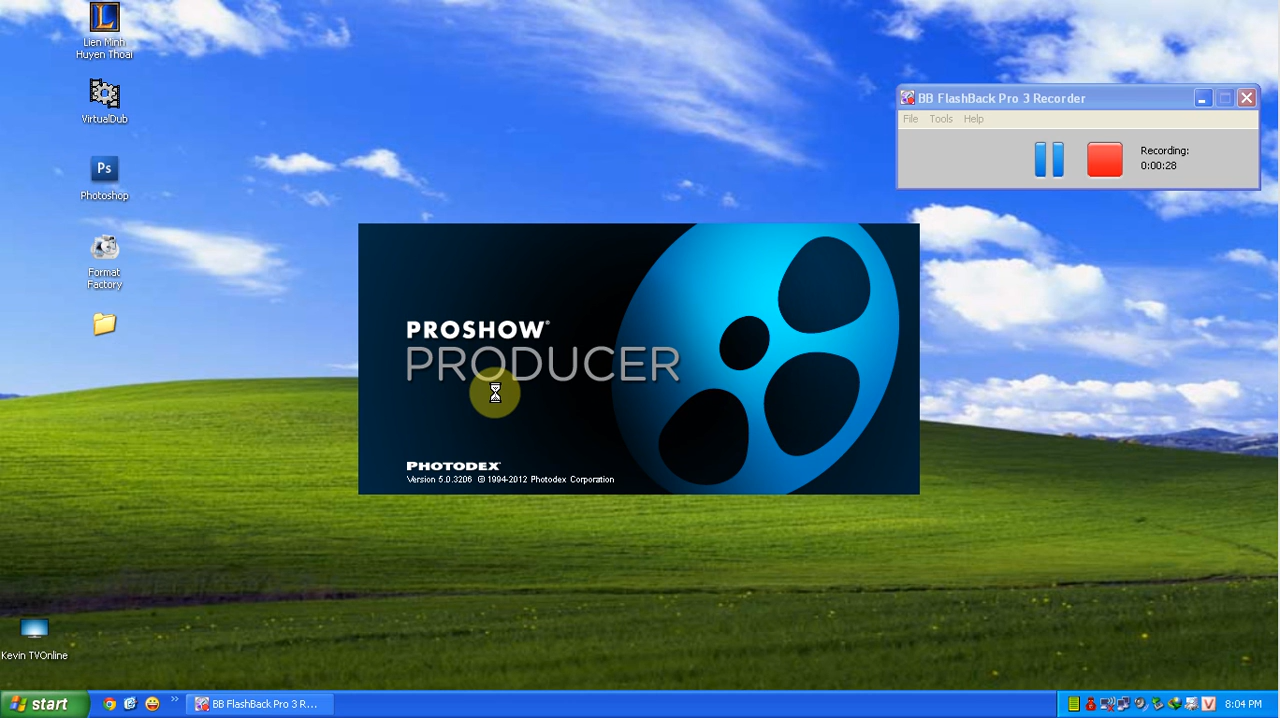 Lien Minh
Huyen Thoai
VirtualDub
Ps
Photoshop
Format
Factory
Kevin TVOnline
BB FlashBack Pro 3 Recorder
File Tools Help
Recording:
0:00:28
PROSHOW®
PRODUCER
PHOTODEX®
Version 5.0.3206 © 1994-2012 Photodex Corporation
start
BB FlashBack Pro 3 R...
V
8:04 PM